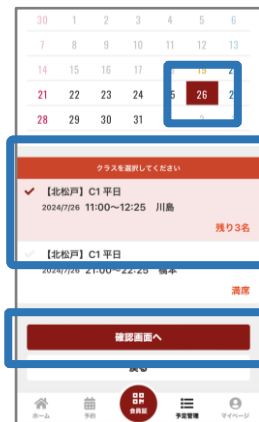 30 1 2 3 4 5 6
7 8 9 10 11 12 13
14 15 16 17 19 2
21 22 23 24 5 26 2
28 29 30 31 2
クラスを選択してください
【北松戸】C1 平日
2024/7/26 11:00〜12:25 川島
残り3名
【北松戸】C1 平日
2024/7/26 21:00〜22:25 橋本
満席
確認画面へ
戻る
ホーム 予約 会員証 予定管理 マイページ